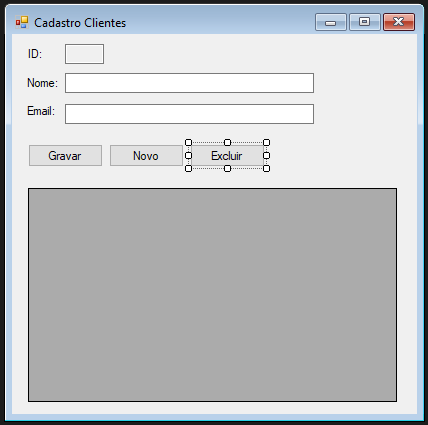 Cadastro Clientes
ID:
Nome:
Email:
Gravar Novo Excluir